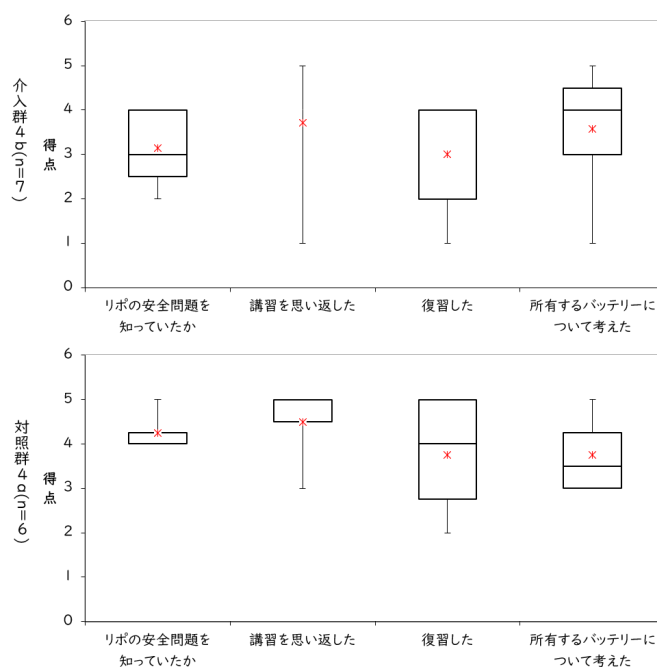 介入群4b(n=7)
得点
6
5
4
3
2
1
0
リポの安全問題を
知っていたか
講習を思い返した
復習した
所有するバッテリーに
ついて考えた
対照群4a(n=6)
得点
6
5
4
3
2
1
0
リポの安全問題を
知っていたか
講習を思い返した
復習した
所有するバッテリーに
ついて考えた